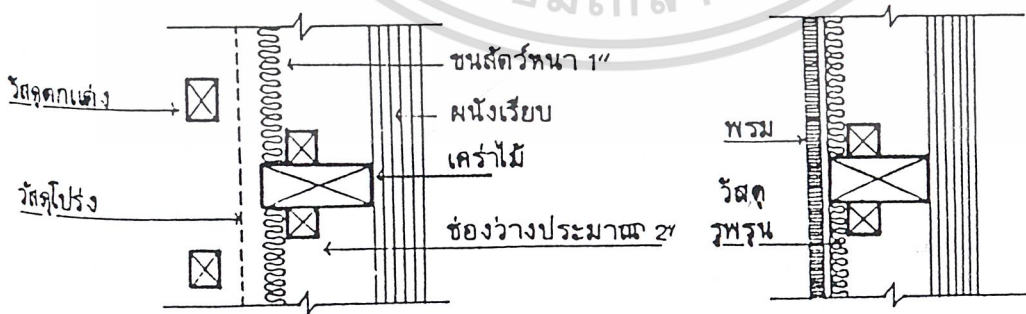 วัสดุตกแต่ง
วัสดุโปร่ง
ขนสัตว์หนา 1"
ผนังเรียบ
เคร่าไม้
ช่องว่างประมาณ 2"
พรม
วัสดุ
รูพรุน